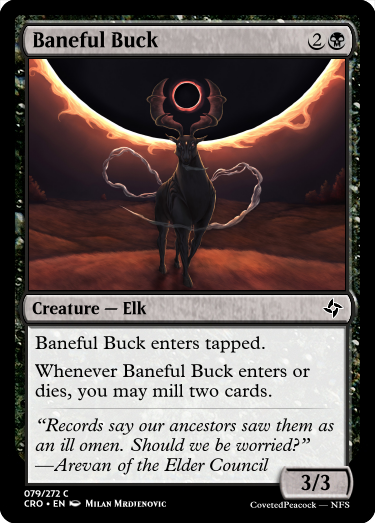 Baneful Buck 2
Creature — Elk
Baneful Buck enters tapped.
Whenever Baneful Buck enters or
dies, you may mill two cards.
“Records say our ancestors saw them as
an ill omen. Should we be worried?”
—Arevan of the Elder Council
3/3
079/272 C
CRO • EN Milan Mrdjenovic
CovetedPeacock — NFS